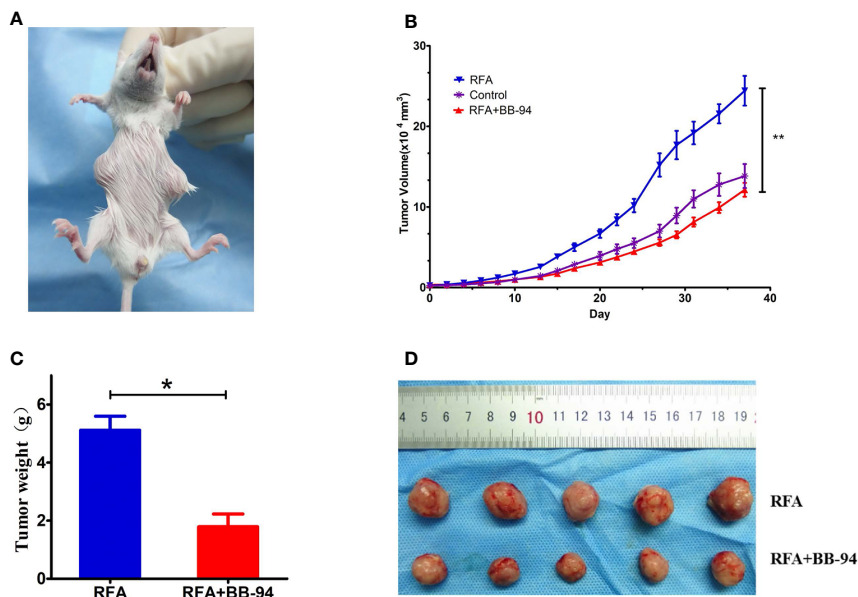 A
B
30
20
10
0
Tumor Volume(x10⁴ mm³)
RFA
Control
RFA+BB-94
**
0
10
20
30
40
Day
C
6
4
2
0
Tumor weight（g）
*
RFA
RFA+BB-94
D
4 5 6 7 8 9 10 11 12 13 14 15 16 17 18 19
RFA
RFA+BB-94